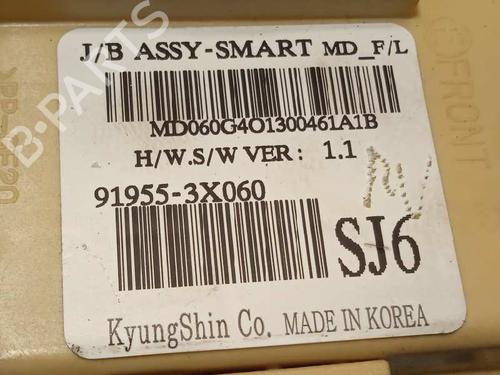 J/B ASSY-SMART MD_F/L
MD060G4O1300461A1B
H/W.S/W VER : 1.1
91955-3X060
SJ6
KyungShin Co. MADE IN KOREA
FRONT
B-Parts